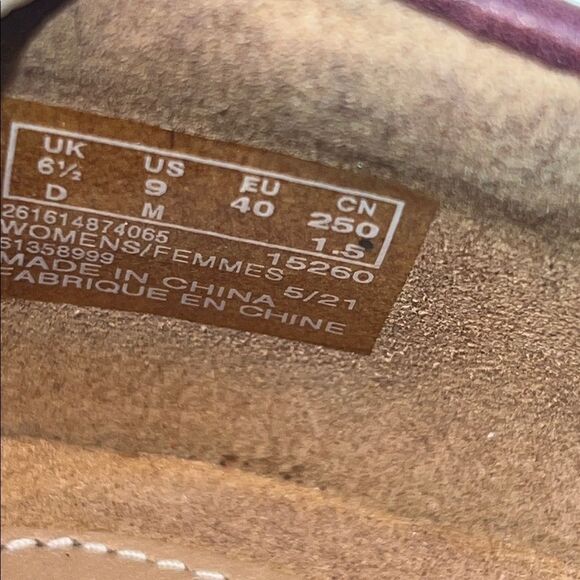 UK US EU CN
6½ 9 40 250
D M 1.5
261614874065
WOMENS/FEMMES 15260
61358999
MADE IN CHINA 5/21
FABRIQUE EN CHINE